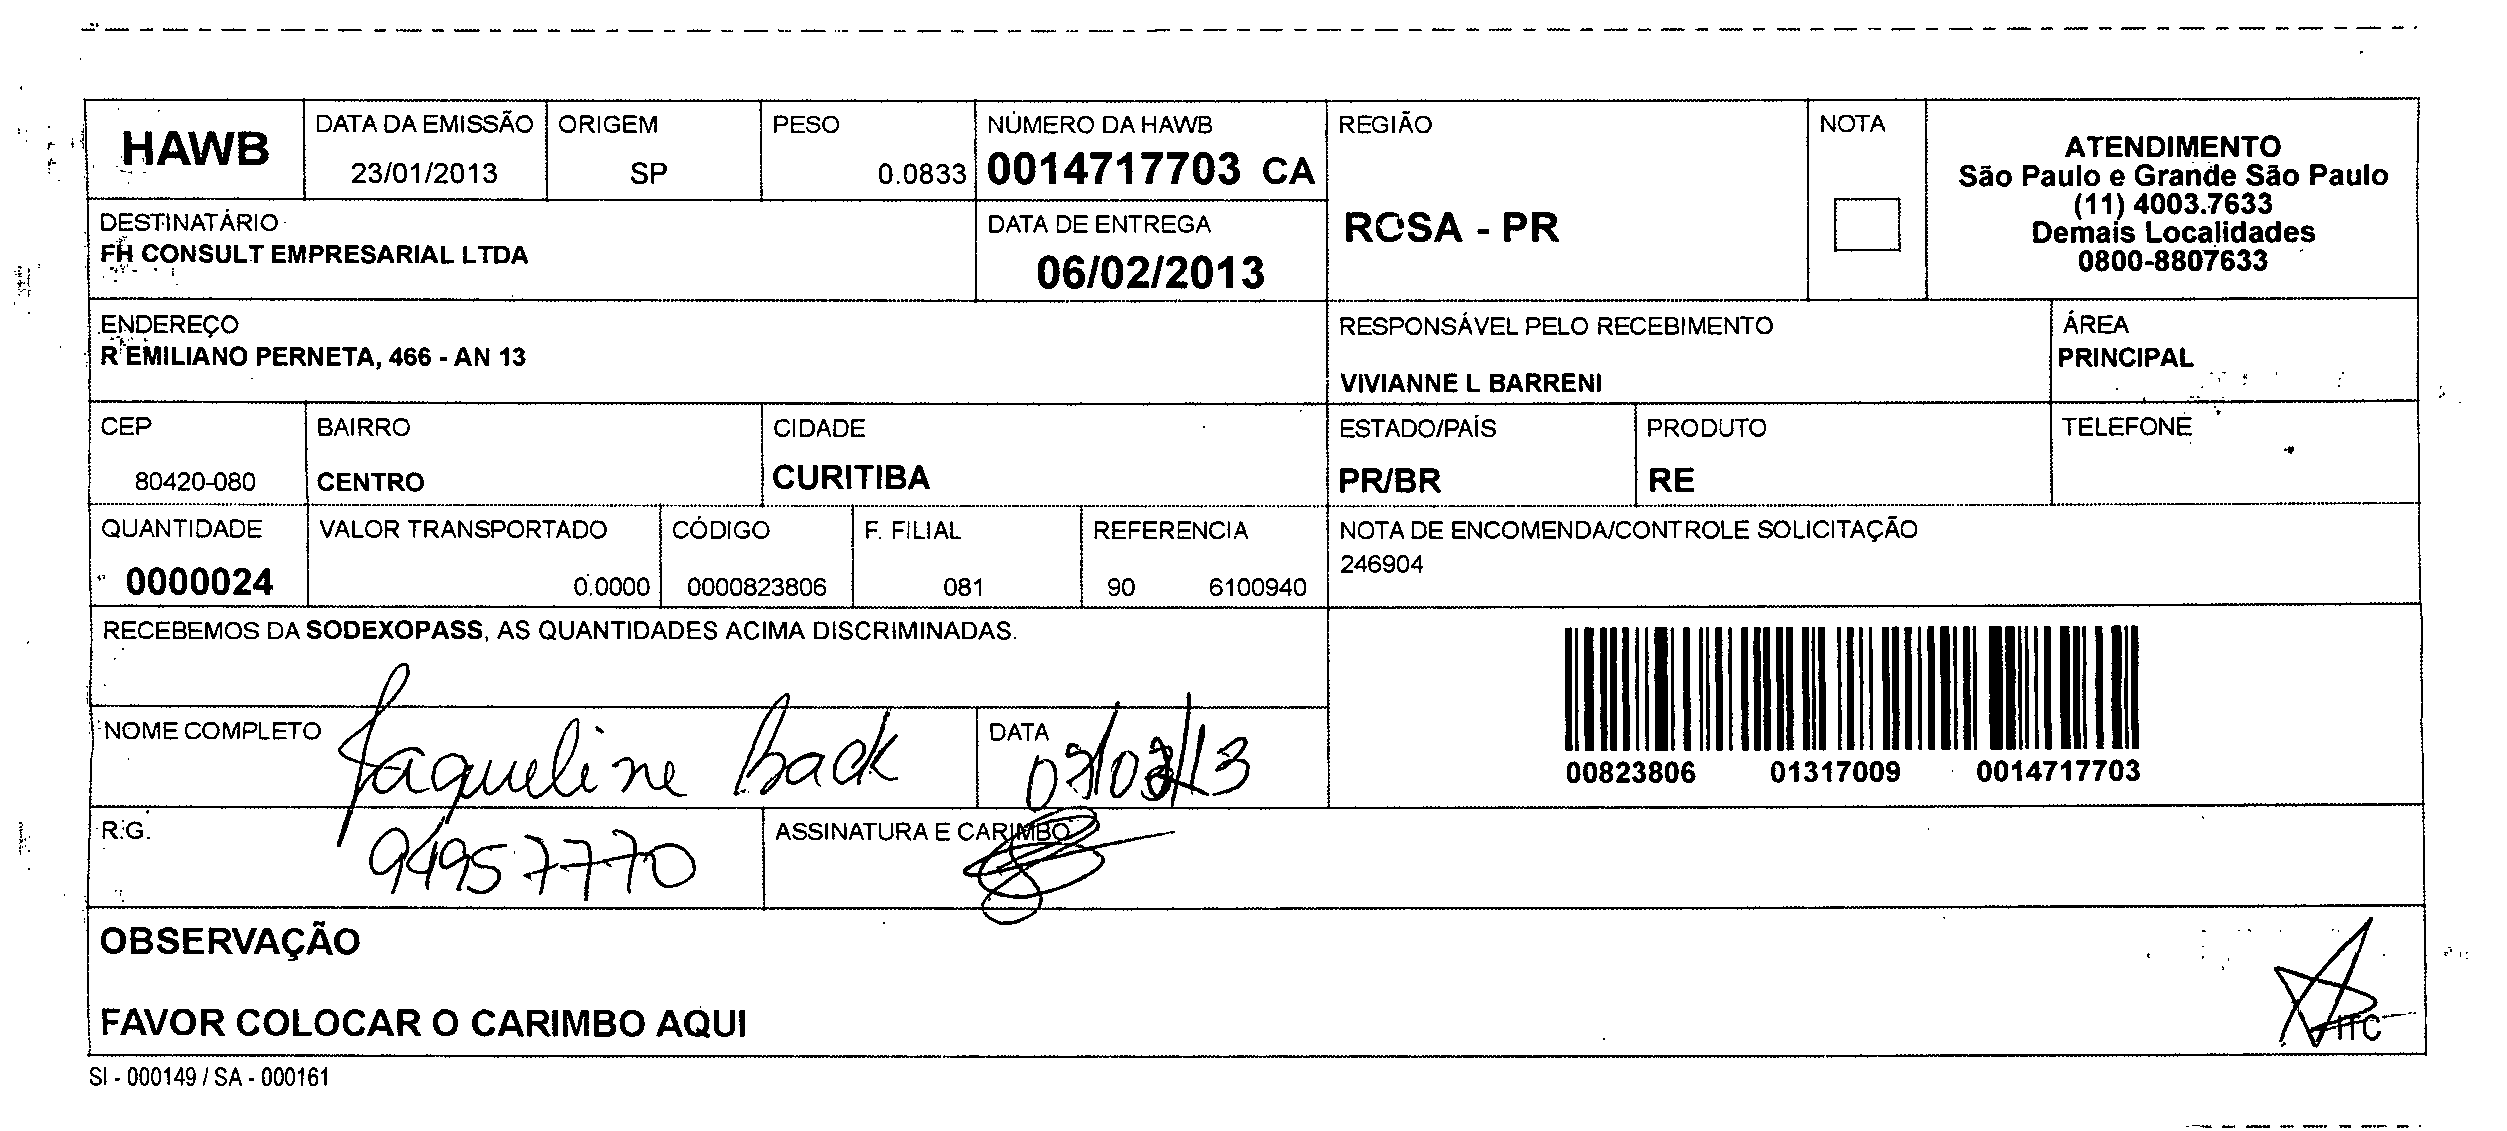 HAWB
DATA DA EMISSÃO
23/01/2013
ORIGEM
SP
PESO
0.0833
NÚMERO DA HAWB
0014717703 CA
REGIÃO
ROSA - PR
NOTA
ATENDIMENTO
São Paulo e Grande São Paulo
(11) 4003.7633
Demais Localidades
0800-8807633
DESTINATÁRIO
FH CONSULT EMPRESARIAL LTDA
DATA DE ENTREGA
06/02/2013
ENDEREÇO
R EMILIANO PERNETA, 466 - AN 13
RESPONSÁVEL PELO RECEBIMENTO
VIVIANNE L BARRENI
ÁREA
PRINCIPAL
CEP
80420-080
BAIRRO
CENTRO
CIDADE
CURITIBA
ESTADO/PAÍS
PR/BR
PRODUTO
RE
TELEFONE
QUANTIDADE
0000024
VALOR TRANSPORTADO
0.0000
CÓDIGO
0000823806
F. FILIAL
081
REFERENCIA
90 6100940
NOTA DE ENCOMENDA/CONTROLE SOLICITAÇÃO
246904
RECEBEMOS DA SODEXOPASS, AS QUANTIDADES ACIMA DISCRIMINADAS.
00823806 01317009 0014717703
NOME COMPLETO
Jaqueline Back
DATA
R.G.
94957770
ASSINATURA E CARIMBO
OBSERVAÇÃO
FAVOR COLOCAR O CARIMBO AQUI
ITC
SI - 000149 / SA - 000161